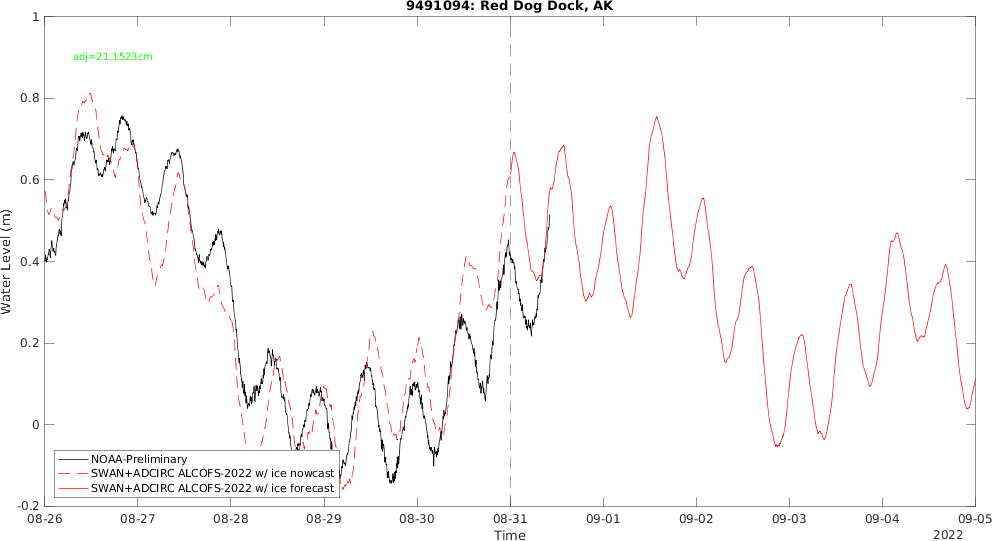 9491094: Red Dog Dock, AK
adj=21.1523cm
1
0.8
0.6
0.4
0.2
0
-0.2
Water Level (m)
NOAA-Preliminary
SWAN+ADCIRC ALCOFS-2022 w/ ice nowcast
SWAN+ADCIRC ALCOFS-2022 w/ ice forecast
08-26 08-27 08-28 08-29 08-30 08-31 09-01 09-02 09-03 09-04 09-05
Time
2022